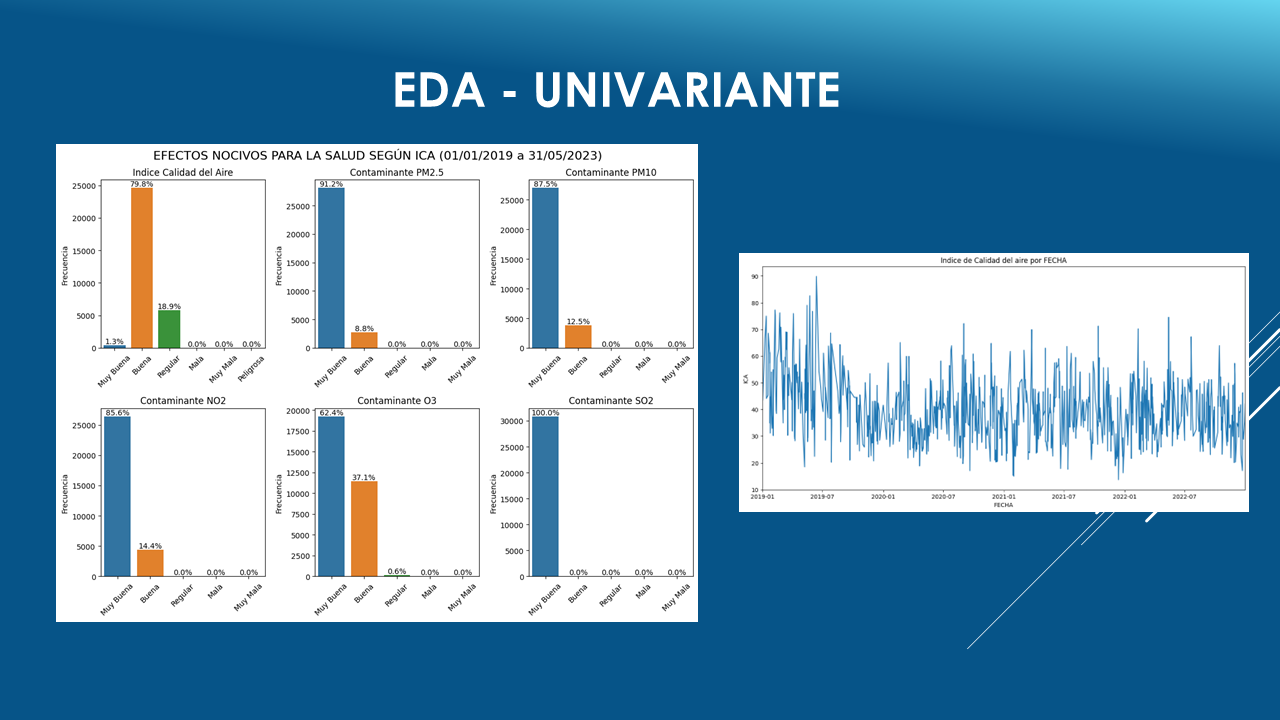 EDA - UNIVARIANTE
EFECTOS NOCIVOS PARA LA SALUD SEGÚN ICA (01/01/2019 a 31/05/2023)
Indice Calidad del Aire
Frecuencia
25000
20000
15000
10000
5000
0
1.3%
79.8%
18.9%
0.0%
0.0%
0.0%
Muy Buena
Buena
Regular
Mala
Muy Mala
Peligrosa
Contaminante PM2.5
Frecuencia
25000
20000
15000
10000
5000
0
91.2%
8.8%
0.0%
0.0%
0.0%
Muy Buena
Buena
Regular
Mala
Muy Mala
Contaminante PM10
Frecuencia
25000
20000
15000
10000
5000
0
87.5%
12.5%
0.0%
0.0%
0.0%
Muy Buena
Buena
Regular
Mala
Muy Mala
Contaminante NO2
Frecuencia
25000
20000
15000
10000
5000
0
85.6%
14.4%
0.0%
0.0%
0.0%
Muy Buena
Buena
Regular
Mala
Muy Mala
Contaminante O3
Frecuencia
20000
17500
15000
12500
10000
7500
5000
2500
0
62.4%
37.1%
0.6%
0.0%
0.0%
Muy Buena
Buena
Regular
Mala
Muy Mala
Contaminante SO2
Frecuencia
30000
25000
20000
15000
10000
5000
0
100.0%
0.0%
0.0%
0.0%
0.0%
Muy Buena
Buena
Regular
Mala
Muy Mala
Indice de Calidad del aire por FECHA
ICA
90
80
70
60
50
40
30
20
10
2019-01
2019-07
2020-01
2020-07
2021-01
2021-07
2022-01
2022-07
FECHA